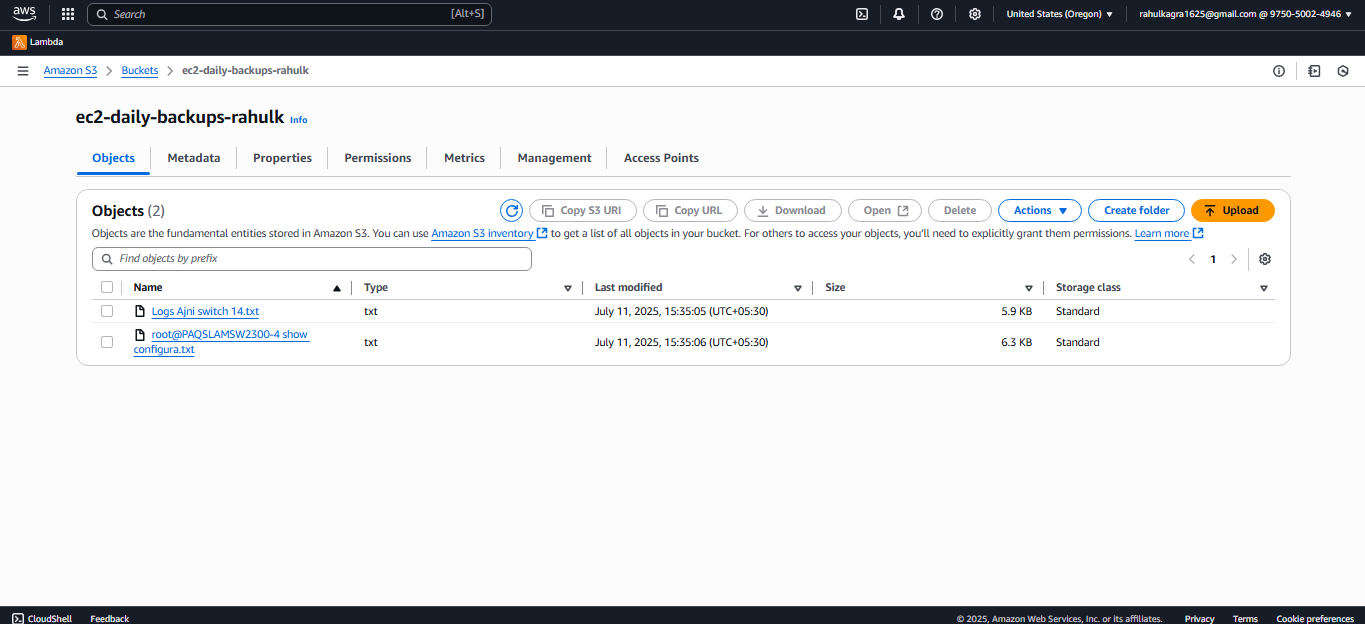 aws Search [Alt+S] United States (Oregon) rahulkagra1625@gmail.com @ 9750-5002-4946
Lambda
Amazon S3 > Buckets > ec2-daily-backups-rahulk
ec2-daily-backups-rahulk Info
Objects Metadata Properties Permissions Metrics Management Access Points
Objects (2) Copy S3 URI Copy URL Download Open Delete Actions Create folder Upload
Objects are the fundamental entities stored in Amazon S3. You can use Amazon S3 inventory to get a list of all objects in your bucket. For others to access your objects, you'll need to explicitly grant them permissions. Learn more
Find objects by prefix 1
Name Type Last modified Size Storage class
Logs Ajni switch 14.txt txt July 11, 2025, 15:35:05 (UTC+05:30) 5.9 KB Standard
root@PAQSLAMSW2300-4 show
configura.txt txt July 11, 2025, 15:35:06 (UTC+05:30) 6.3 KB Standard
CloudShell Feedback © 2025, Amazon Web Services, Inc. or its affiliates. Privacy Terms Cookie preferences